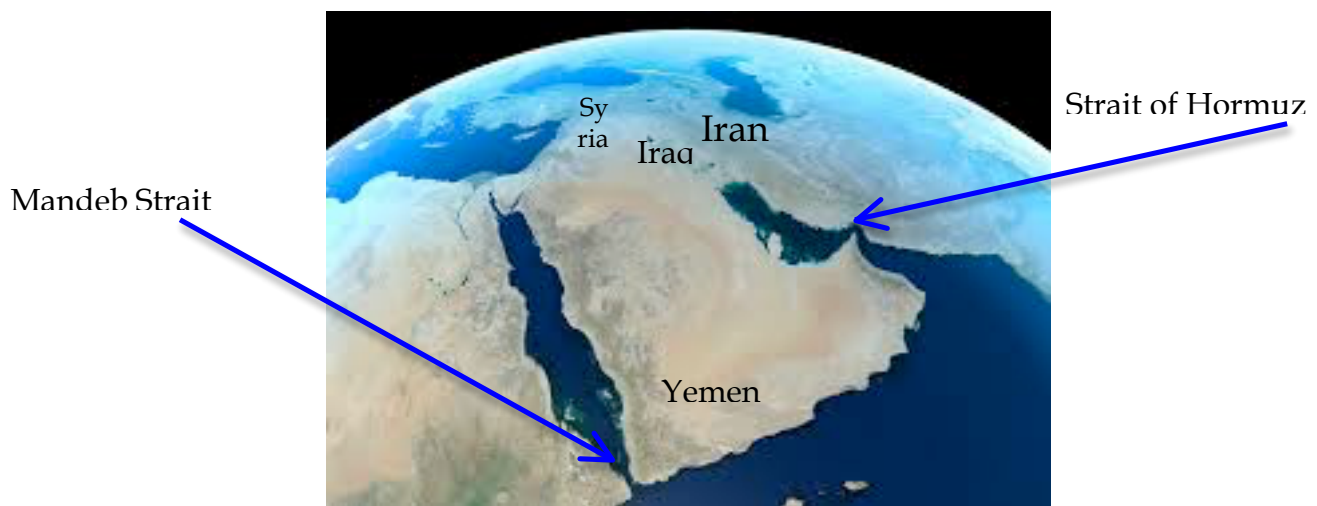 Strait of Hormuz
Sy
ria
Iran
Iraq
Mandeb Strait
Yemen